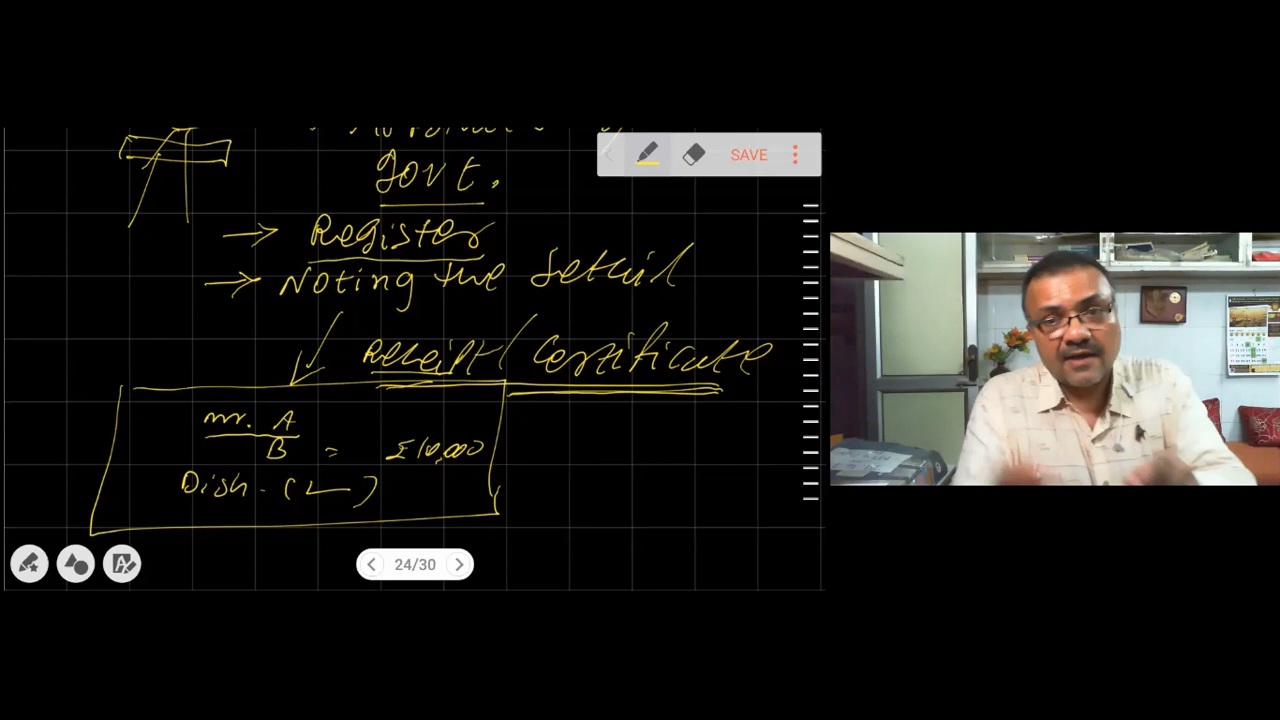 SAVE
Govt.
→ Register
→ Noting the detail
Receipt / Certificate
Mr. A
B = £10,000
Dish. (
24/30